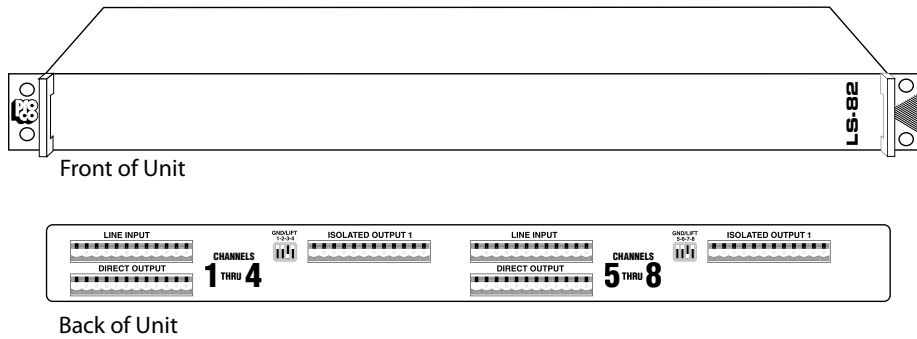 PRO
CO
LS-82
Front of Unit
LINE INPUT
GND/LIFT
1-2-3-4
ISOLATED OUTPUT 1
DIRECT OUTPUT
CHANNELS
1 THRU 4
LINE INPUT
GND/LIFT
5-6-7-8
ISOLATED OUTPUT 1
DIRECT OUTPUT
CHANNELS
5 THRU 8
Back of Unit